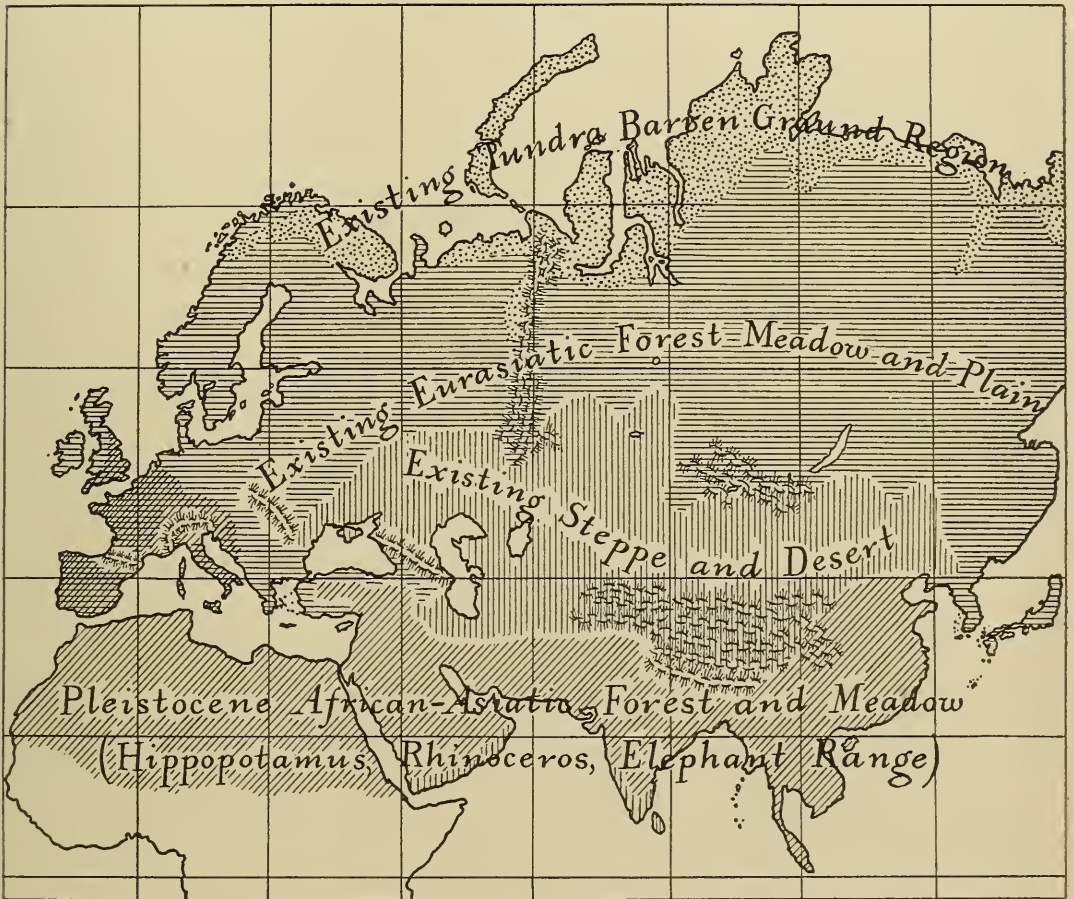 Existing Tundra Barren Ground Region
Existing Eurasiatic Forest Meadow and Plain
Existing Steppe and Desert
Pleistocene African-Asiatic Forest and Meadow
(Hippopotamus, Rhinoceros, Elephant Range)